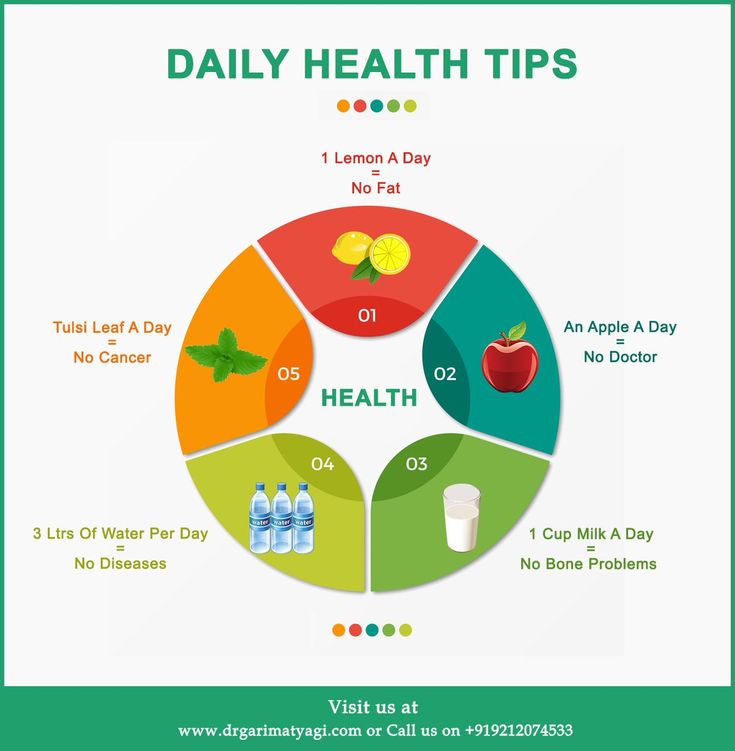 DAILY HEALTH TIPS
1 Lemon A Day
=
No Fat
01
An Apple A Day
=
No Doctor
02
1 Cup Milk A Day
=
No Bone Problems
03
3 Ltrs Of Water Per Day
=
No Diseases
04
water water water
Tulsi Leaf A Day
=
No Cancer
05
HEALTH
Visit us at
www.drgarimatyagi.com or Call us on +919212074533